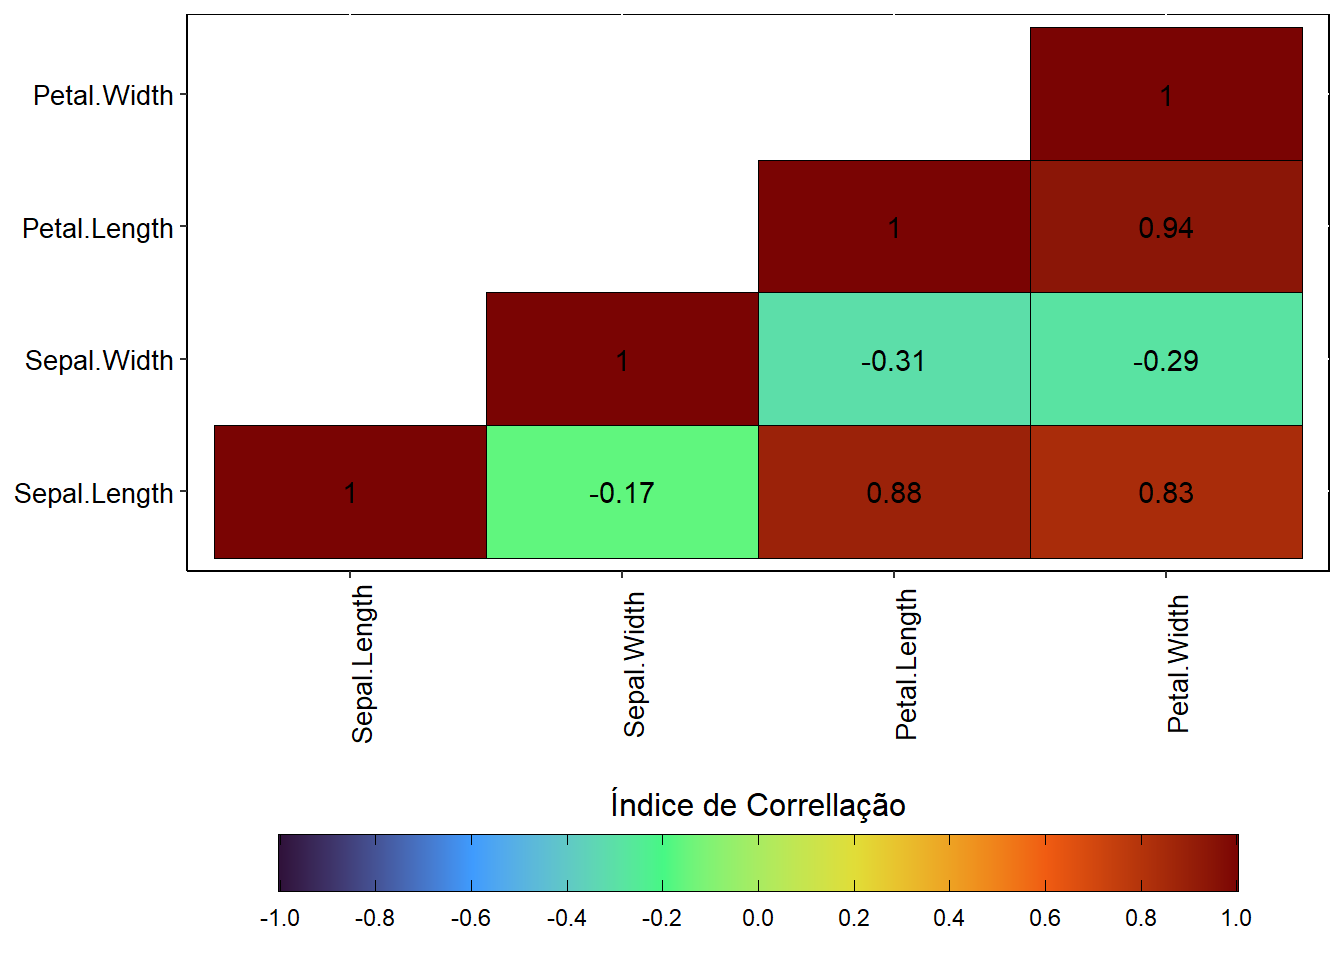 Petal.Width
1
Petal.Length
1
0.94
Sepal.Width
1
-0.31
-0.29
Sepal.Length
1
-0.17
0.88
0.83
Sepal.Length
Sepal.Width
Petal.Length
Petal.Width
Índice de Correllação
-1.0 -0.8 -0.6 -0.4 -0.2 0.0 0.2 0.4 0.6 0.8 1.0